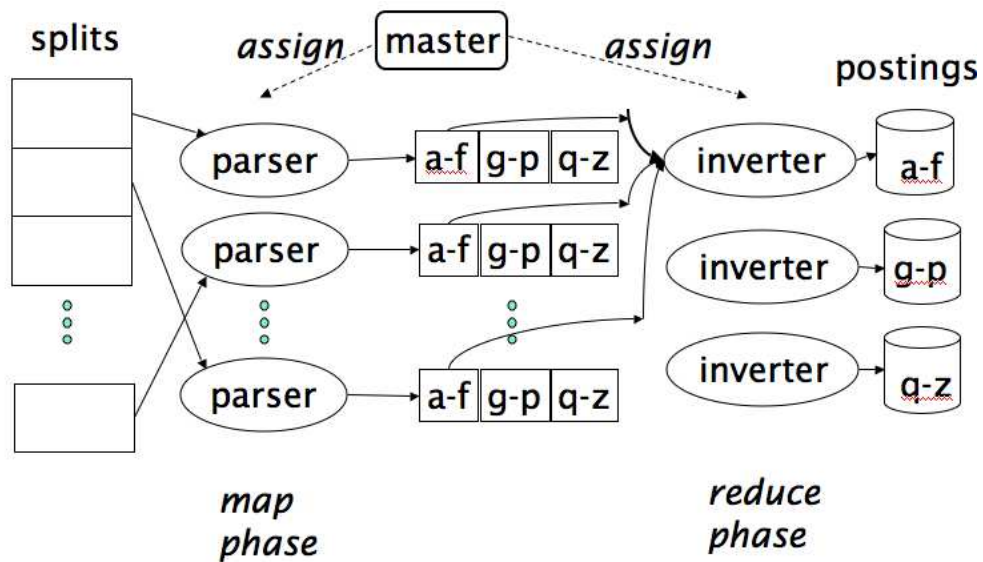 splits
assign
master
assign
postings
parser
a-f g-p q-z
inverter
a-f
parser
a-f g-p q-z
inverter
g-p
parser
a-f g-p q-z
inverter
q-z
map
phase
reduce
phase